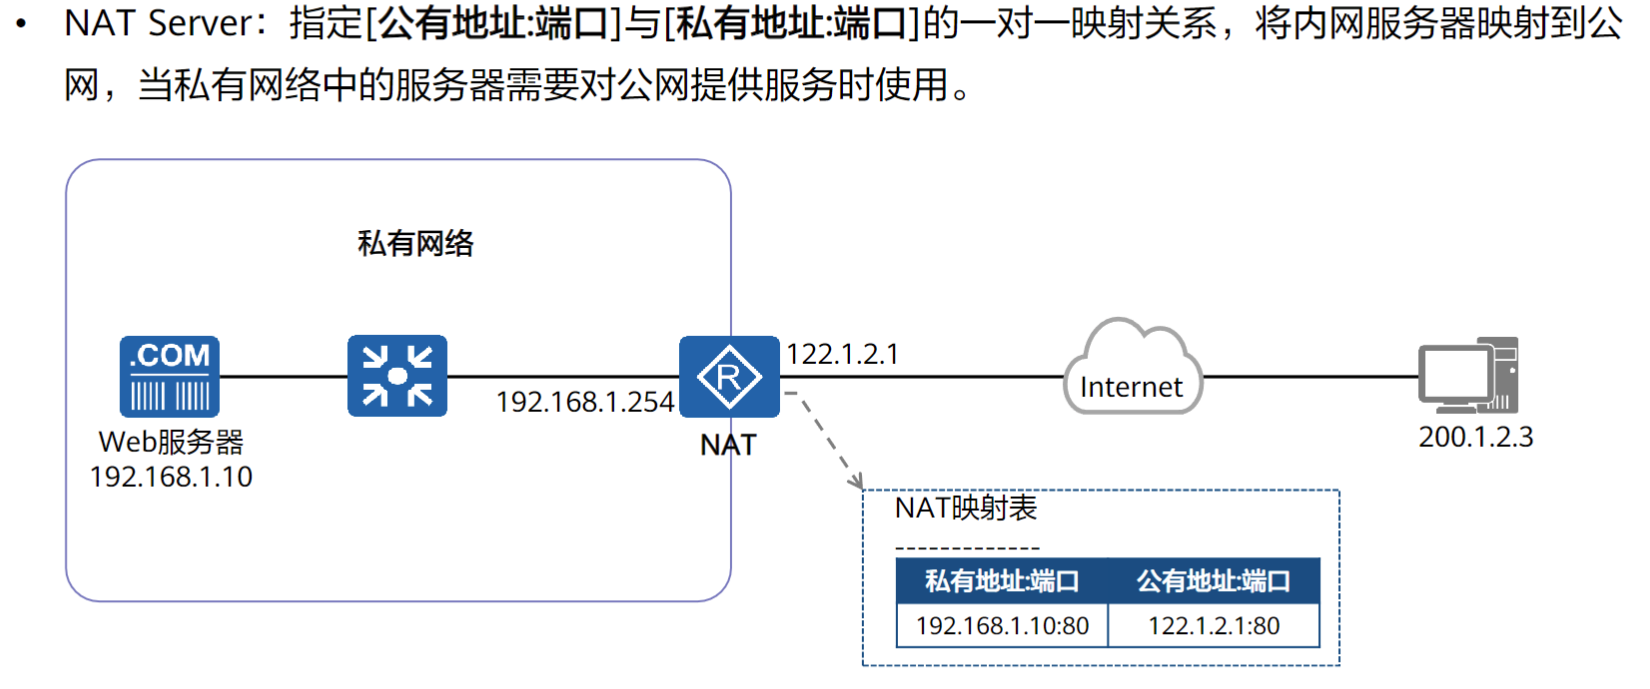 • NAT Server：指定[公有地址:端口]与[私有地址:端口]的一对一映射关系，将内网服务器映射到公
网，当私有网络中的服务器需要对公网提供服务时使用。
私有网络
.COM
Web服务器
192.168.1.10
192.168.1.254
R
NAT
122.1.2.1
Internet
200.1.2.3
NAT映射表
-------------
私有地址:端口 公有地址:端口
192.168.1.10:80 122.1.2.1:80